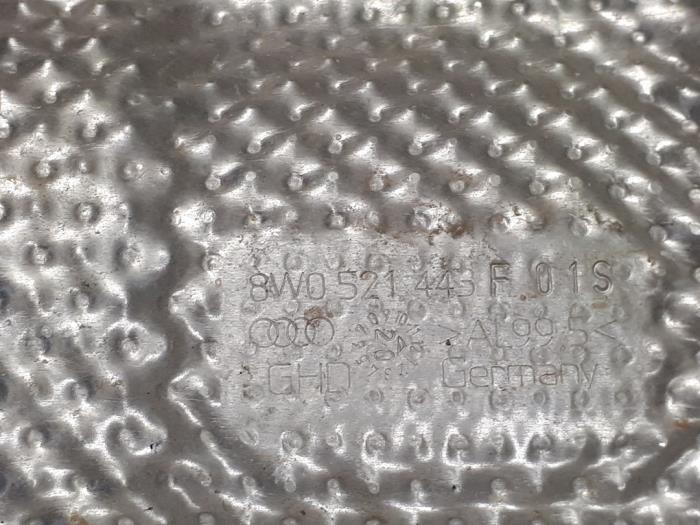 8W0 521 443 F 01S
>AL99.5<
GHD Germany